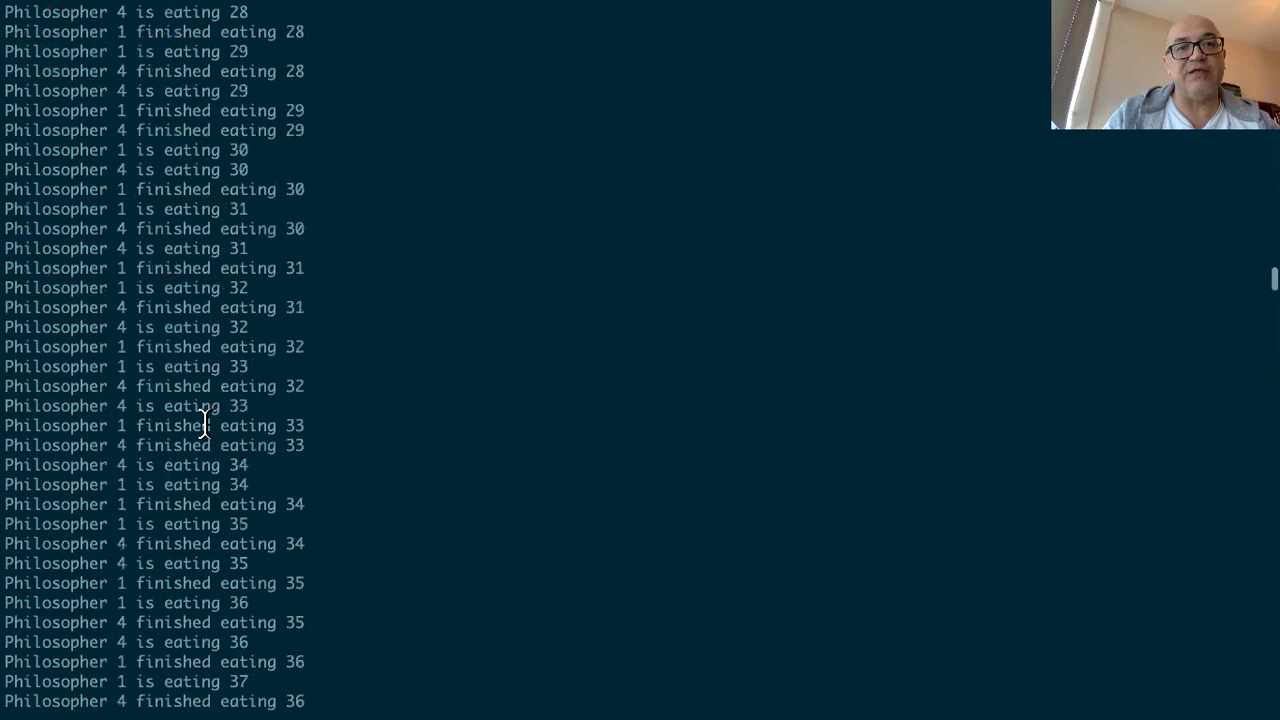 Philosopher 4 is eating 28
Philosopher 1 finished eating 28
Philosopher 1 is eating 29
Philosopher 4 finished eating 28
Philosopher 4 is eating 29
Philosopher 1 finished eating 29
Philosopher 4 finished eating 29
Philosopher 1 is eating 30
Philosopher 4 is eating 30
Philosopher 1 finished eating 30
Philosopher 1 is eating 31
Philosopher 4 finished eating 30
Philosopher 4 is eating 31
Philosopher 1 finished eating 31
Philosopher 1 is eating 32
Philosopher 4 finished eating 31
Philosopher 4 is eating 32
Philosopher 1 finished eating 32
Philosopher 1 is eating 33
Philosopher 4 finished eating 32
Philosopher 4 is eating 33
Philosopher 1 finished eating 33
Philosopher 4 finished eating 33
Philosopher 4 is eating 34
Philosopher 1 is eating 34
Philosopher 1 finished eating 34
Philosopher 1 is eating 35
Philosopher 4 finished eating 34
Philosopher 4 is eating 35
Philosopher 1 finished eating 35
Philosopher 1 is eating 36
Philosopher 4 finished eating 35
Philosopher 4 is eating 36
Philosopher 1 finished eating 36
Philosopher 1 is eating 37
Philosopher 4 finished eating 36